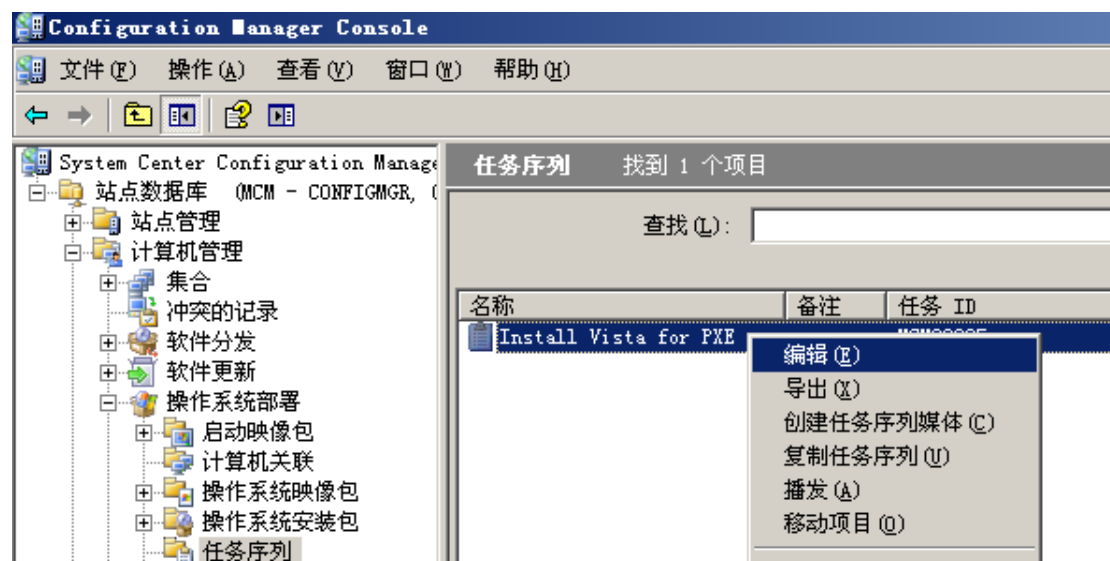 Configuration Manager Console
文件(F) 操作(A) 查看(V) 窗口(W) 帮助(H)
System Center Configuration Manage
站点数据库 (MCM - CONFIGMGR,
站点管理
计算机管理
集合
冲突的记录
软件分发
软件更新
操作系统部署
启动映像包
计算机关联
操作系统映像包
操作系统安装包
任务序列
任务序列 找到 1 个项目
查找(L):
名称 备注 任务 ID
Install Vista for PXE
编辑(E)
导出(X)
创建任务序列媒体(C)
复制任务序列(U)
播发(A)
移动项目(O)